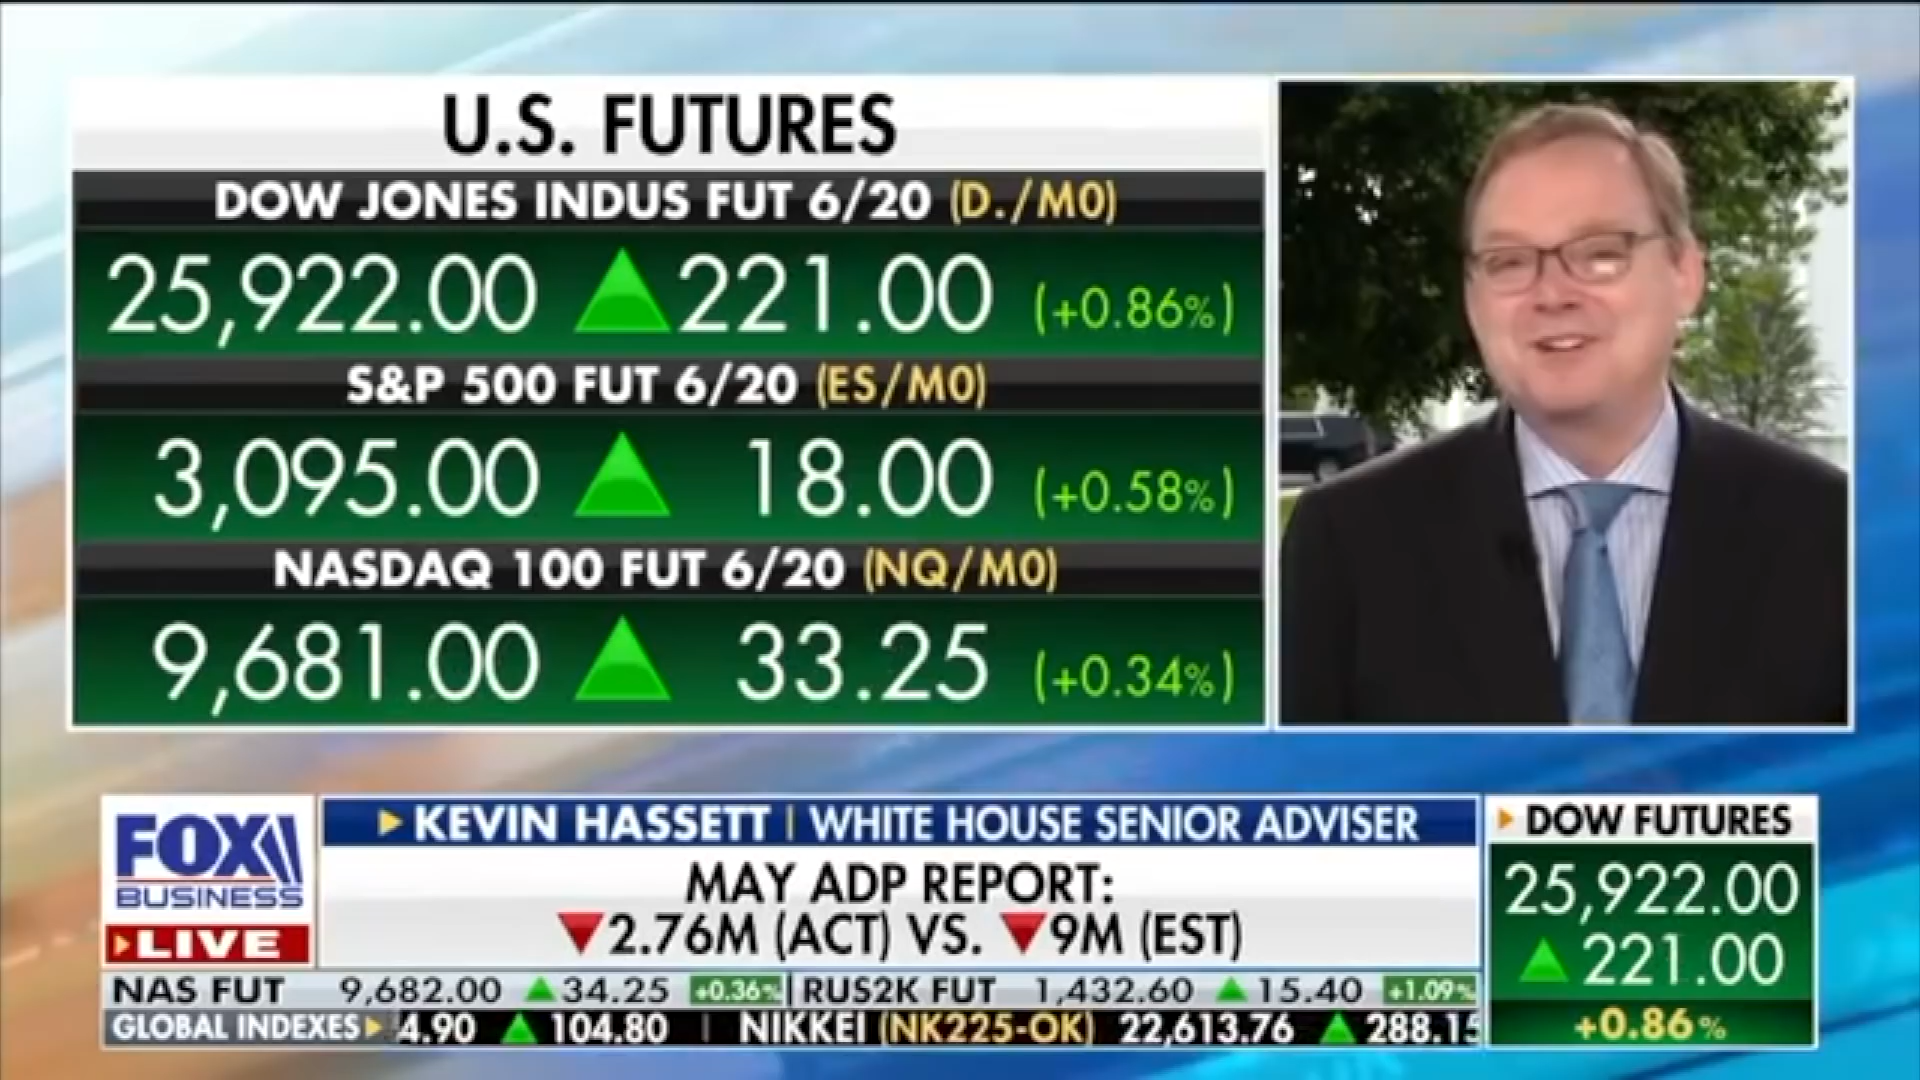 U.S. FUTURES
DOW JONES INDUS FUT 6/20 (D./M0)
25,922.00 ▲ 221.00 (+0.86%)
S&P 500 FUT 6/20 (ES/M0)
3,095.00 ▲ 18.00 (+0.58%)
NASDAQ 100 FUT 6/20 (NQ/M0)
9,681.00 ▲ 33.25 (+0.34%)
FOX
BUSINESS
LIVE
KEVIN HASSETT | WHITE HOUSE SENIOR ADVISER
MAY ADP REPORT:
▼2.76M (ACT) VS. ▼9M (EST)
DOW FUTURES
25,922.00
▲ 221.00
+0.86%
NAS FUT 9,682.00 ▲ 34.25 +0.36% | RUS2K FUT 1,432.60 ▲ 15.40 +1.09%
GLOBAL INDEXES 4.90 ▲ 104.80 | NIKKEI (NK225-OK) 22,613.76 ▲ 288.15